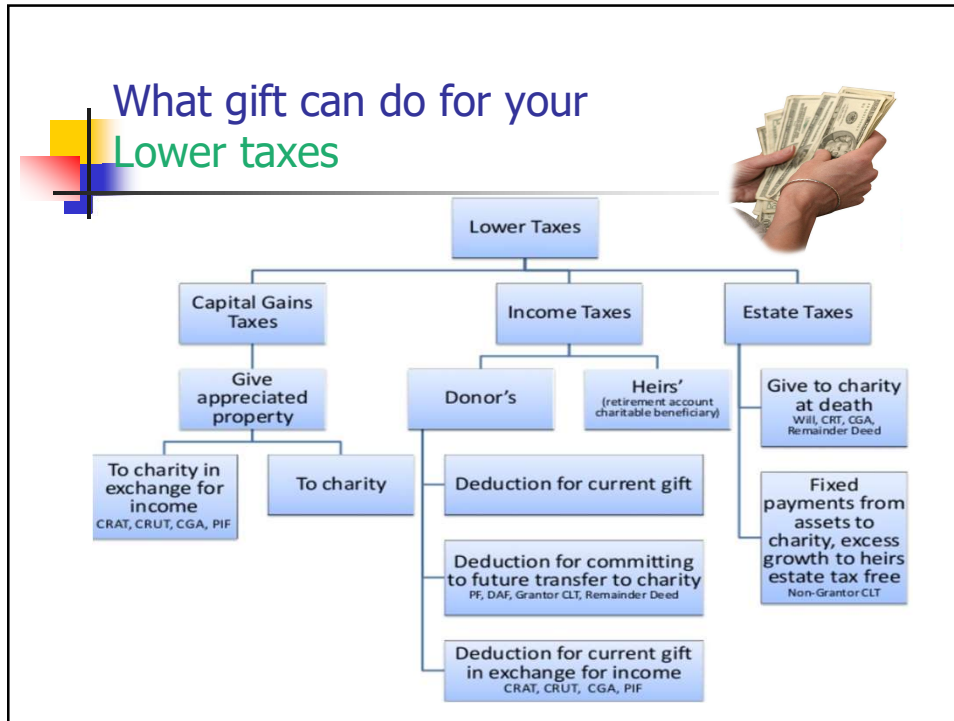 What gift can do for your
Lower taxes
Lower Taxes
Capital Gains
Taxes
Income Taxes
Estate Taxes
Give
appreciated
property
Donor's
Heirs'
(retirement account
charitable beneficiary)
Give to charity
at death
Will, CRT, CGA,
Remainder Deed
To charity in
exchange for
income
CRAT, CRUT, CGA, PIF
To charity
Deduction for current gift
Fixed
payments from
assets to
charity, excess
growth to heirs
estate tax free
Non-Grantor CLT
Deduction for committing
to future transfer to charity
PF, DAF, Grantor CLT, Remainder Deed
Deduction for current gift
in exchange for income
CRAT, CRUT, CGA, PIF